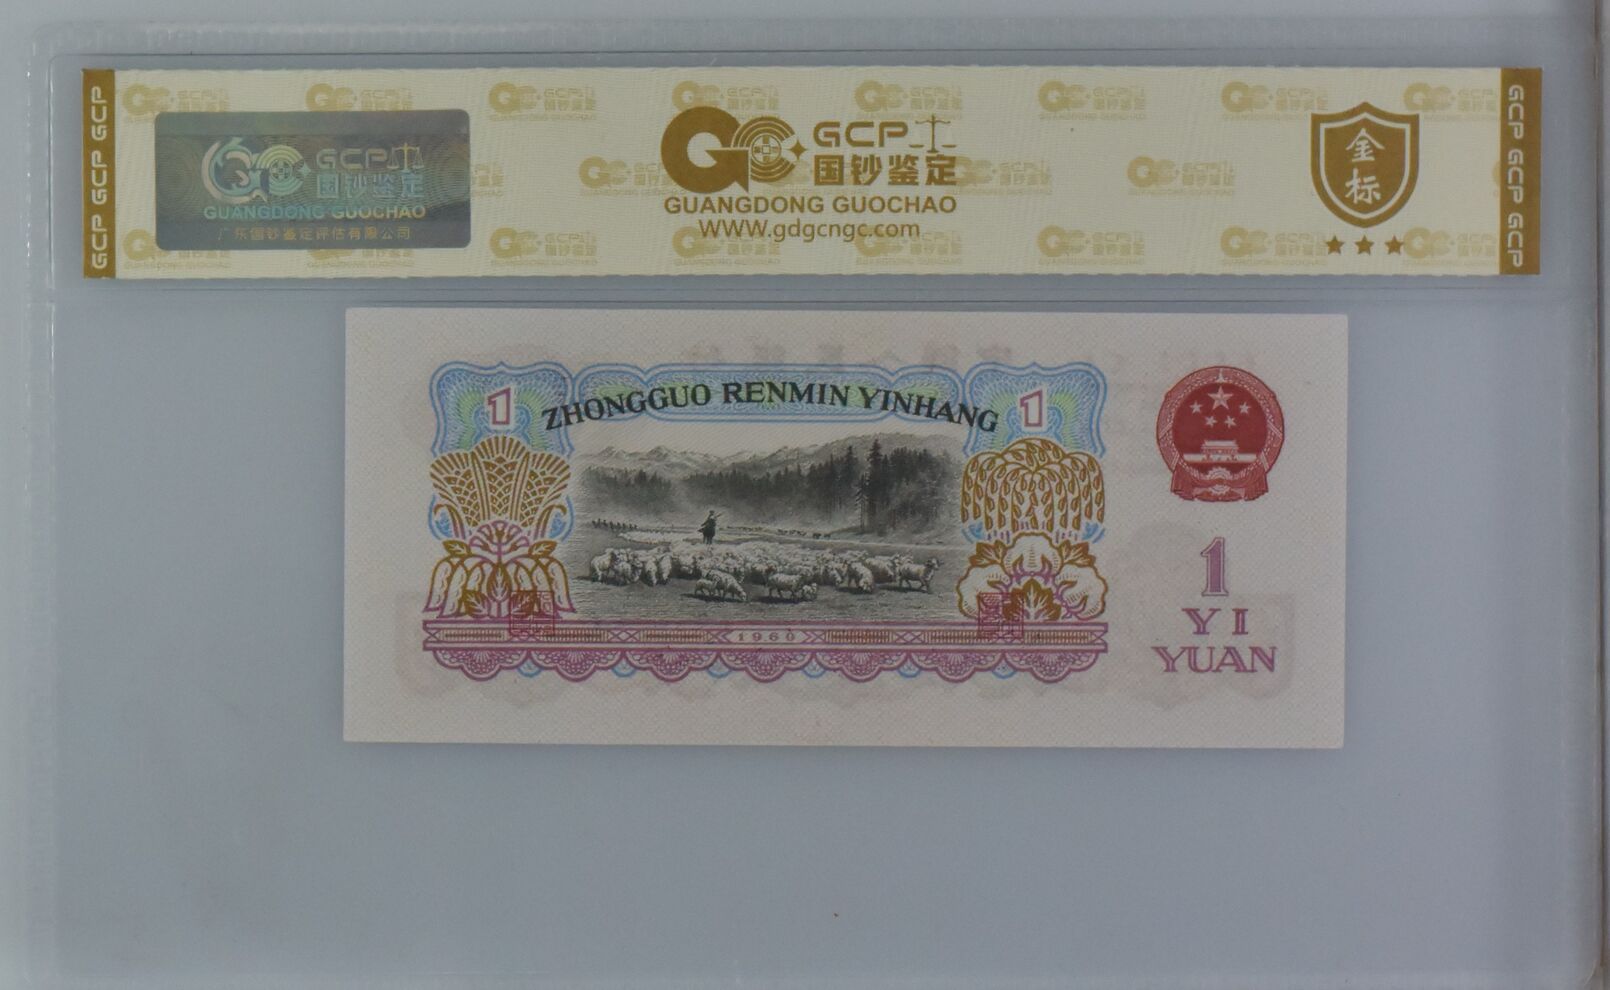 GCP GCP GCP
GCP
国钞鉴定
GUANGDONG GUOCHAO
广东国钞鉴定评估有限公司
GCP
国钞鉴定
GUANGDONG GUOCHAO
WWW.gdgcngc.com
金
标
GCP GCP GCP
1
ZHONGGUO RENMIN YINHANG
1
1960
1
YI
YUAN